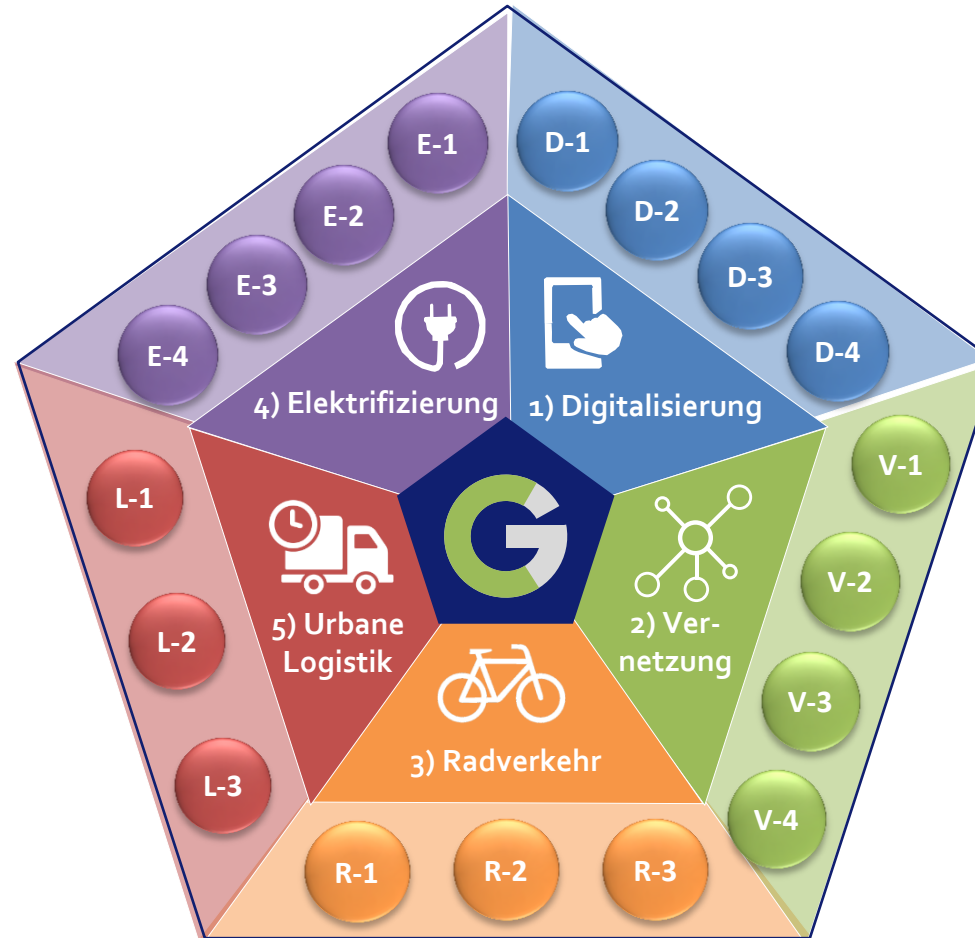 E-1
D-1
E-2
D-2
E-3
D-3
E-4
D-4
4) Elektrifizierung
1) Digitalisierung
V-1
L-1
G
V-2
5) Urbane
Logistik
2) Ver-
netzung
L-2
V-3
3) Radverkehr
L-3
V-4
R-1
R-2
R-3